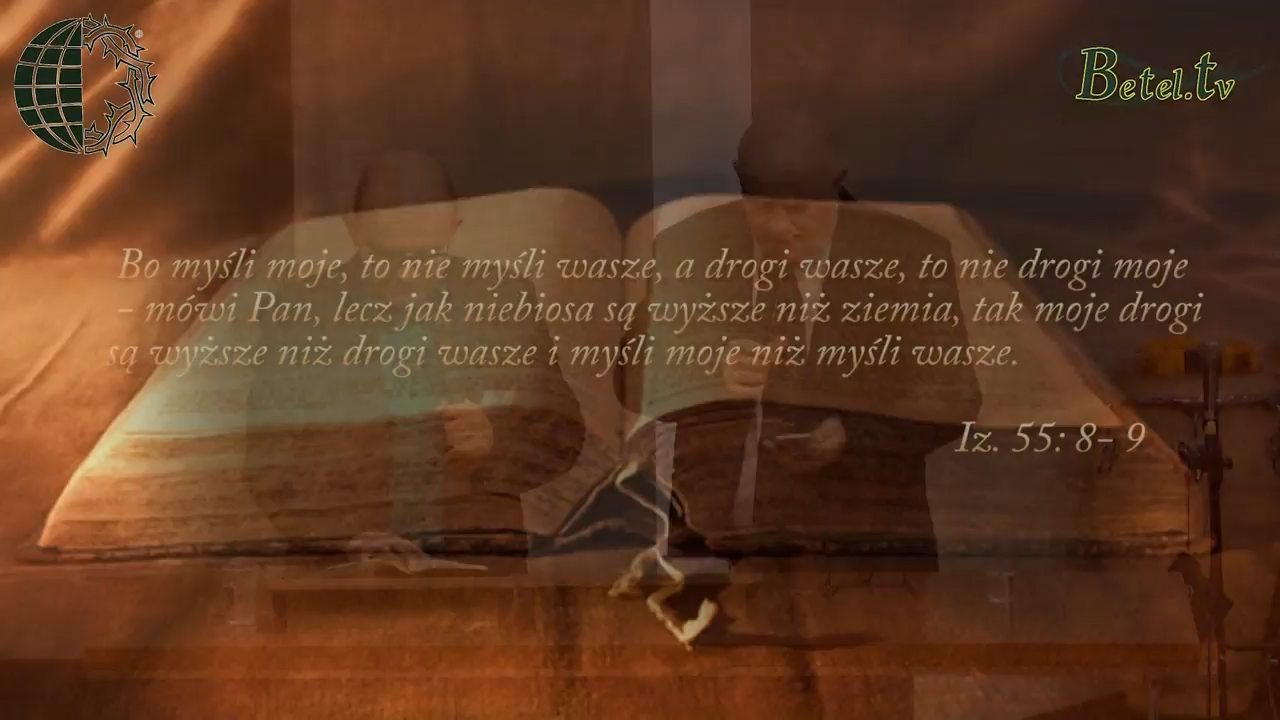 Betel.tv
Bo myśli moje, to nie myśli wasze, a drogi wasze, to nie drogi moje
– mówi Pan, lecz jak niebiosa są wyższe niż ziemia, tak moje drogi
są wyższe niż drogi wasze i myśli moje niż myśli wasze.
Iz. 55: 8– 9